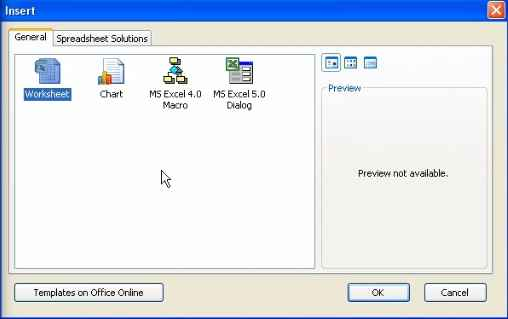 Insert
General
Spreadsheet Solutions
Worksheet
Chart
MS Excel 4.0
Macro
MS Excel 5.0
Dialog
Preview
Preview not available.
Templates on Office Online
OK
Cancel